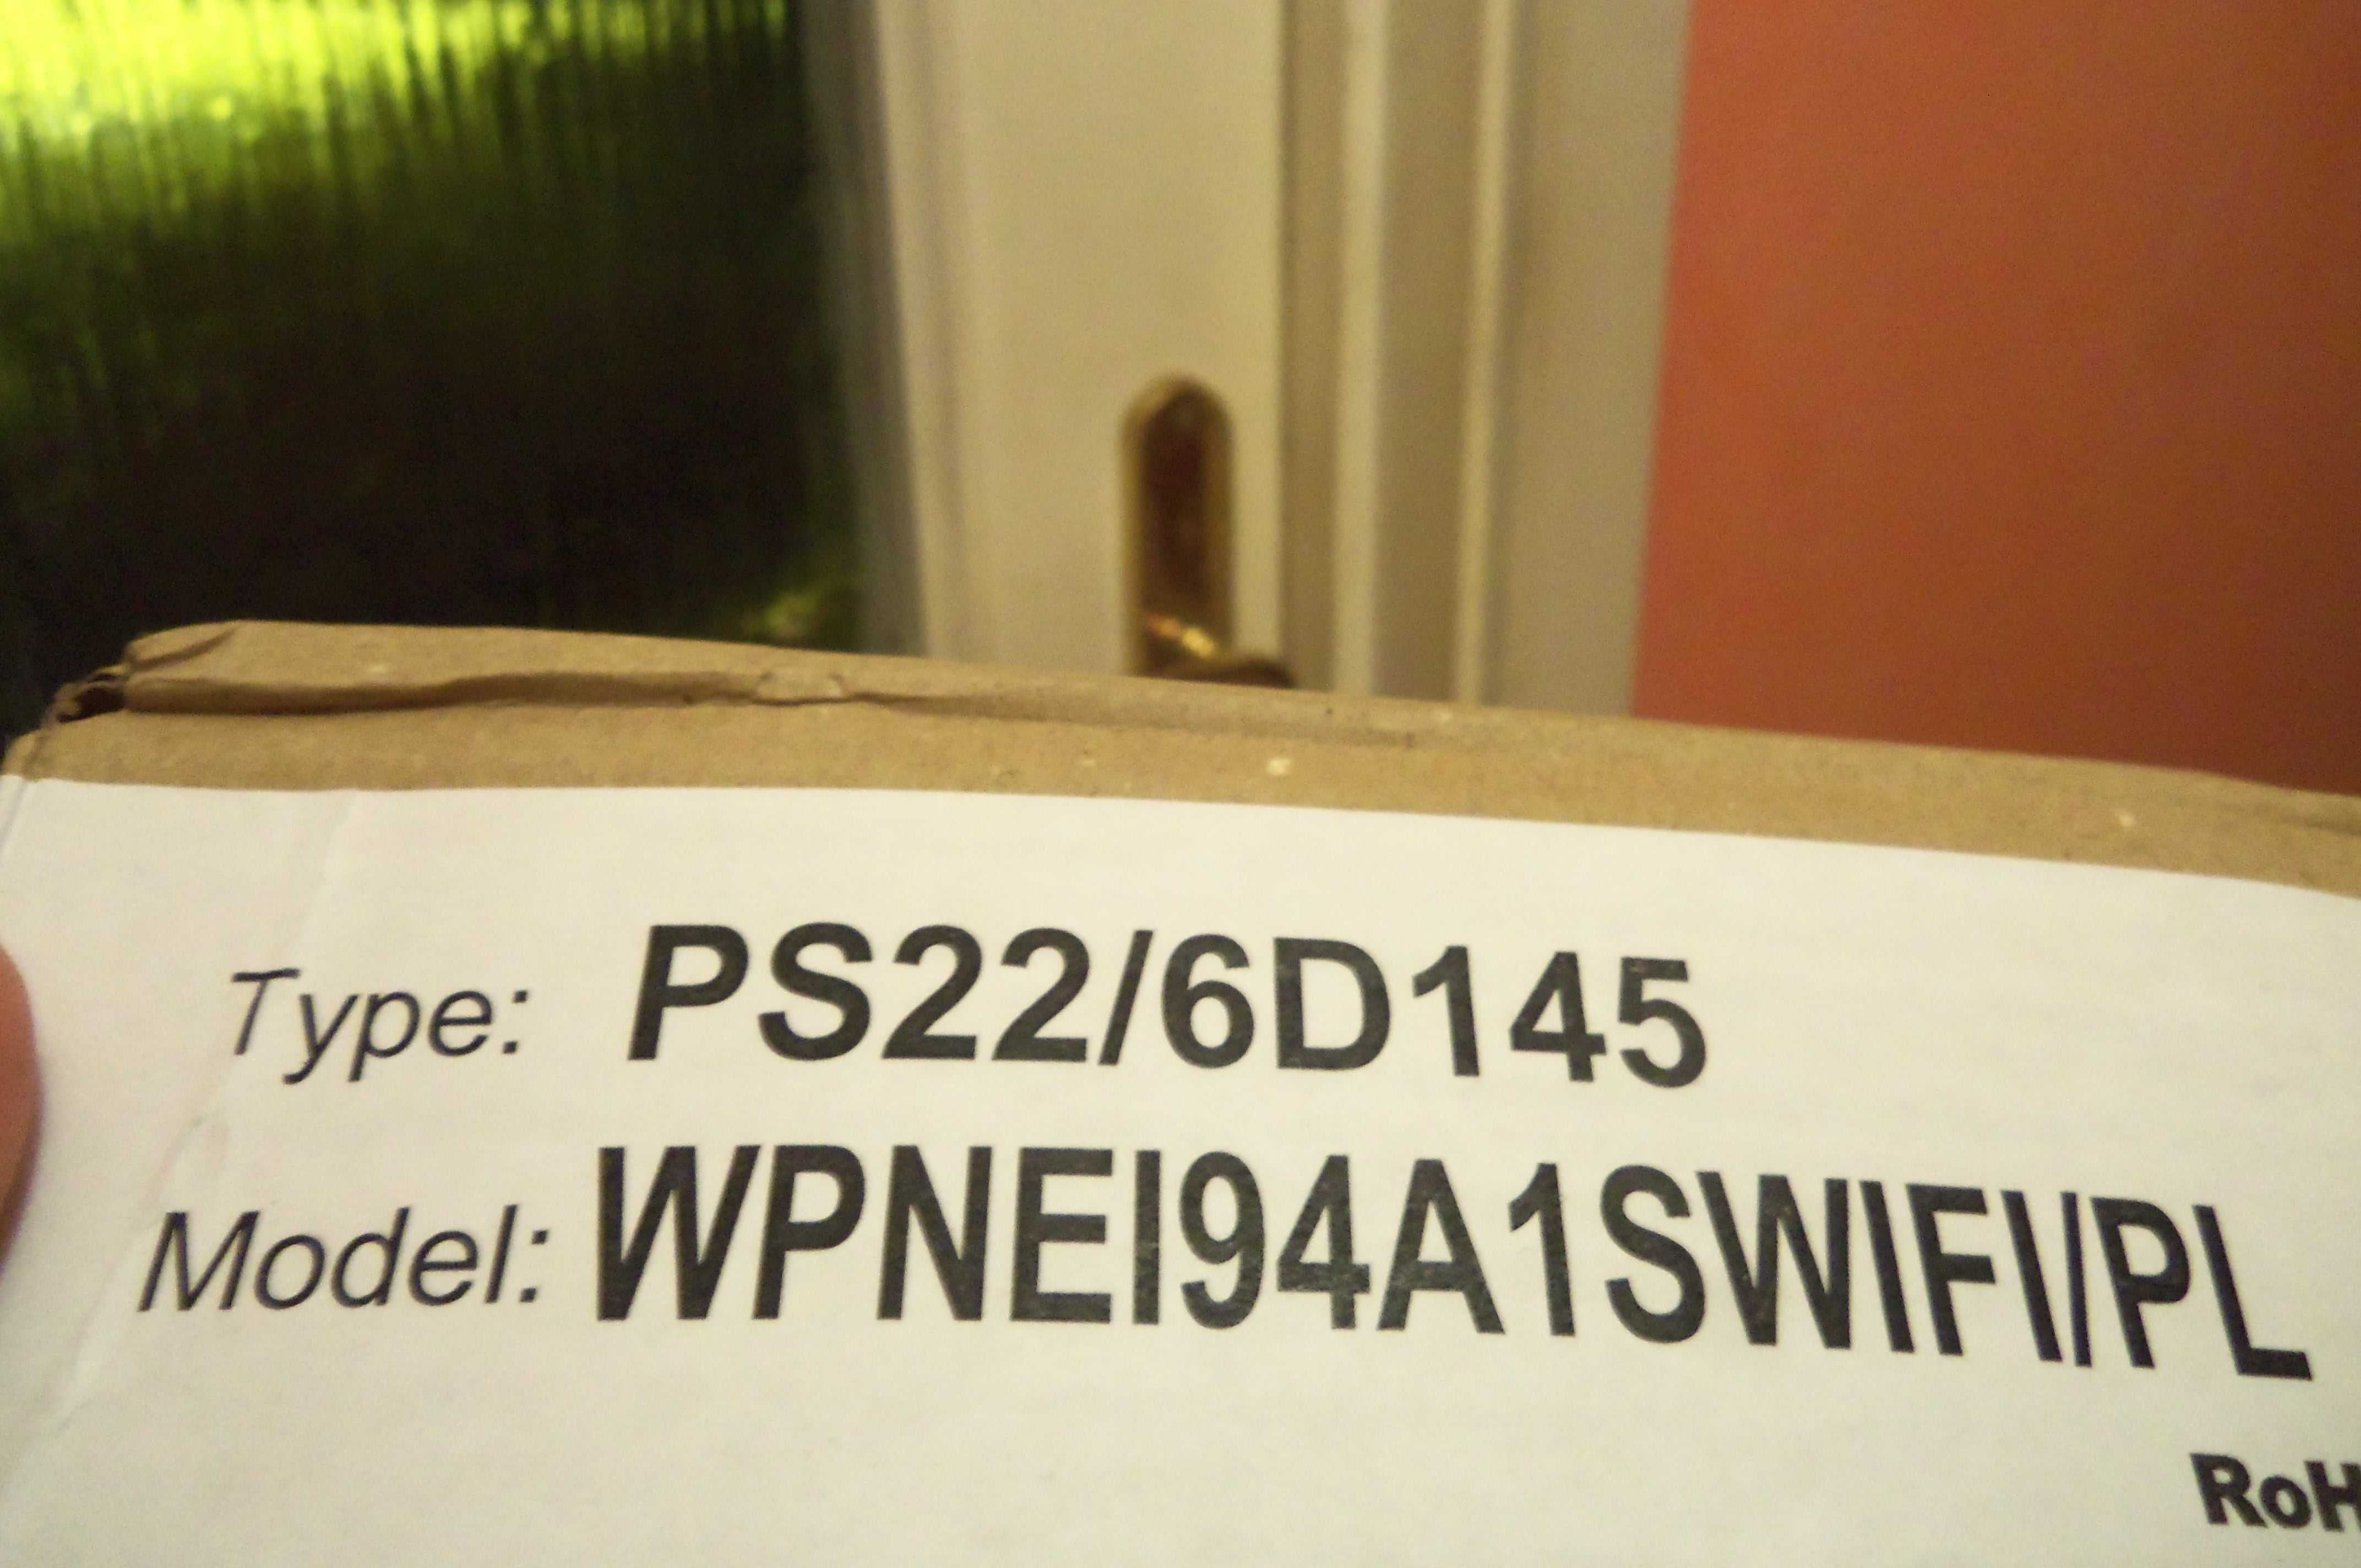 Type: PS22/6D145
Model: WPNEI94A1SWIFI/PL
RoH